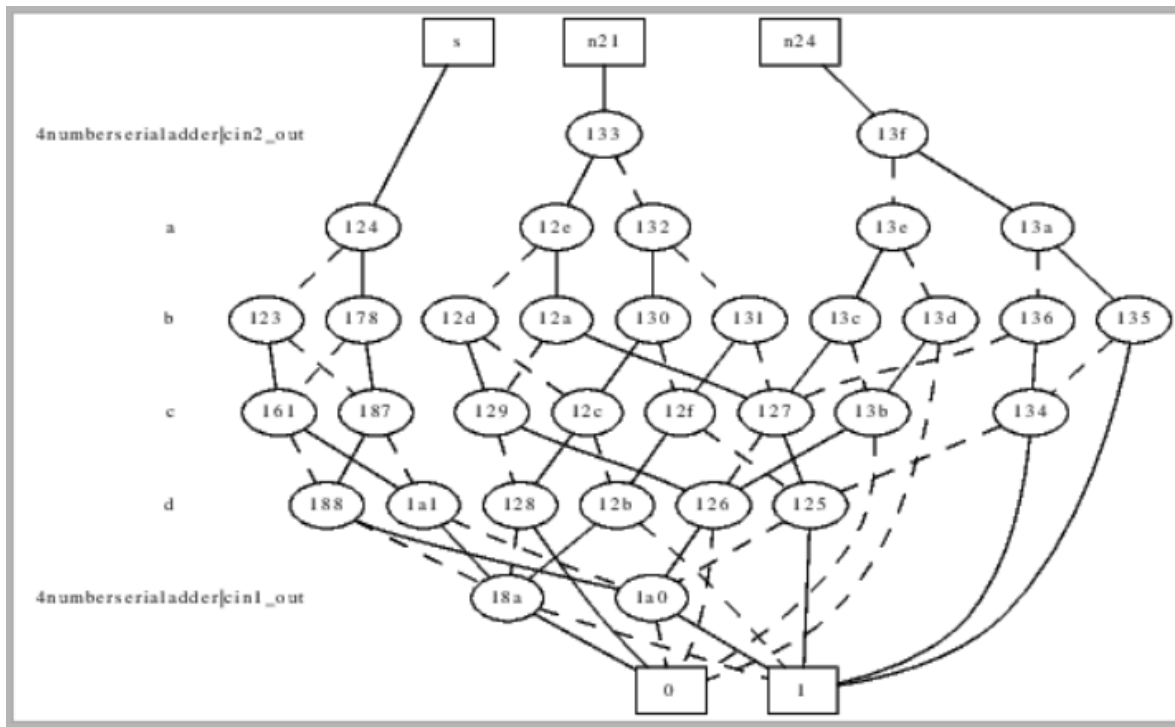 s n21 n24
4numberserialadder|cin2_out 133 13f
a 124 12e 132 13e 13a
b 123 178 12d 12a 130 131 13c 13d 136 135
c 161 187 129 12c 12f 127 13b 134
d 188 1a1 128 12b 126 125
4numberserialadder|cin1_out 18a 1a0
0 1